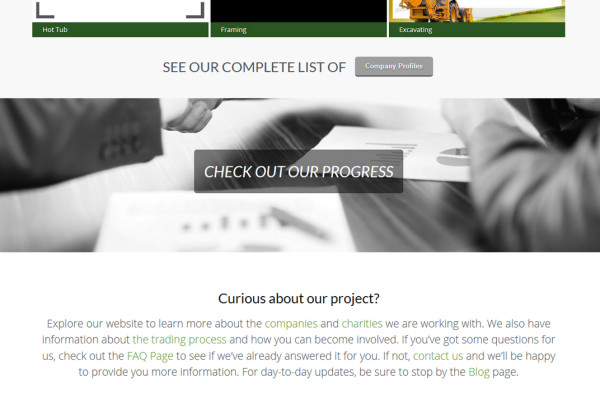 Hot Tub
Framing
Excavating
SEE OUR COMPLETE LIST OF
Company Profiles
CHECK OUT OUR PROGRESS
Curious about our project?
Explore our website to learn more about the companies and charities we are working with. We also have
information about the trading process and how you can become involved. If you’ve got some questions for
us, check out the FAQ Page to see if we’ve already answered it for you. If not, contact us and we’ll be happy
to provide you more information. For day-to-day updates, be sure to stop by the Blog page.